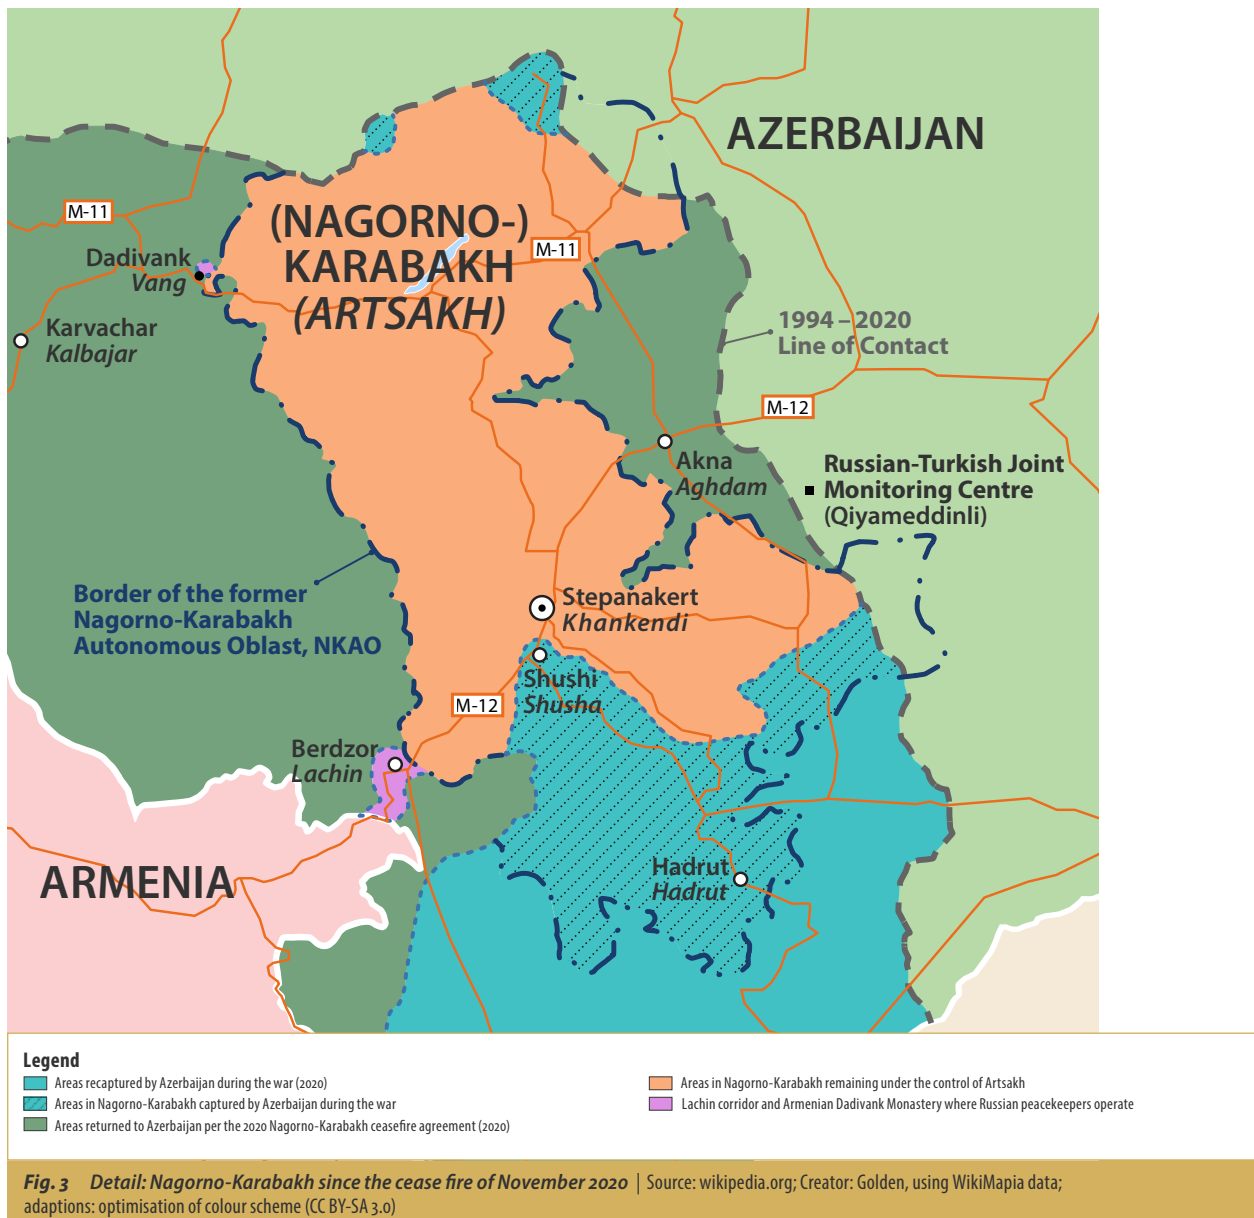 AZERBAIJAN
(NAGORNO-)
KARABAKH
(ARTSAKH)
M-11
M-11
Dadivank
Vang
Karvachar
Kalbajar
1994 – 2020
Line of Contact
M-12
Akna
Aghdam
Russian-Turkish Joint
Monitoring Centre
(Qiyameddinli)
Border of the former
Nagorno-Karabakh
Autonomous Oblast, NKAO
Stepanakert
Khankendi
Shushi
Shusha
M-12
Berdzor
Lachin
ARMENIA
Hadrut
Hadrut
Legend
Areas recaptured by Azerbaijan during the war (2020)
Areas in Nagorno-Karabakh captured by Azerbaijan during the war
Areas returned to Azerbaijan per the 2020 Nagorno-Karabakh ceasefire agreement (2020)
Areas in Nagorno-Karabakh remaining under the control of Artsakh
Lachin corridor and Armenian Dadivank Monastery where Russian peacekeepers operate
Fig. 3 Detail: Nagorno-Karabakh since the cease fire of November 2020 | Source: wikipedia.org; Creator: Golden, using WikiMapia data;
adaptions: optimisation of colour scheme (CC BY-SA 3.0)